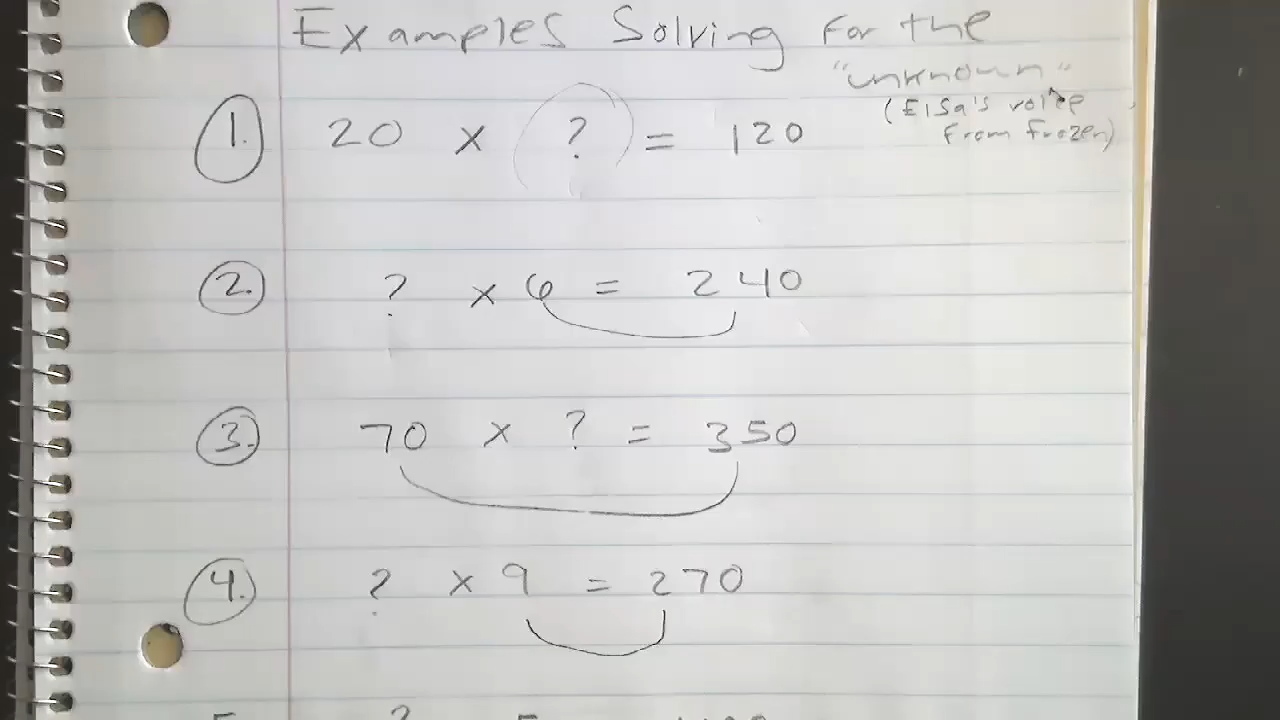 Examples Solving for the
"unknown"
(Elsa's voice
from frozen)
1. 20 x ? = 120
2. ? x 6 = 240
3. 70 x ? = 350
4. ? x 9 = 270